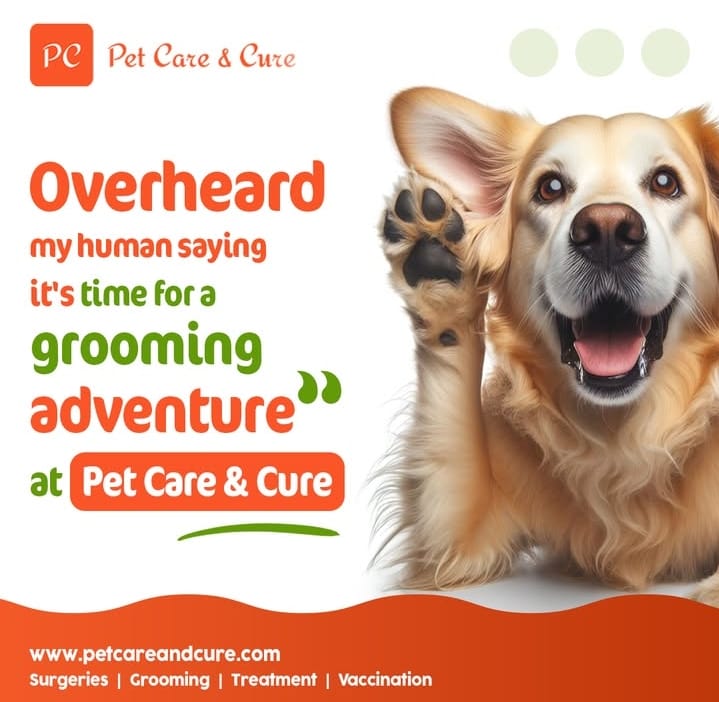 PC Pet Care & Cure
Overheard
my human saying
it's time for a
grooming
adventure”
at Pet Care & Cure
www.petcareandcure.com
Surgeries | Grooming | Treatment | Vaccination